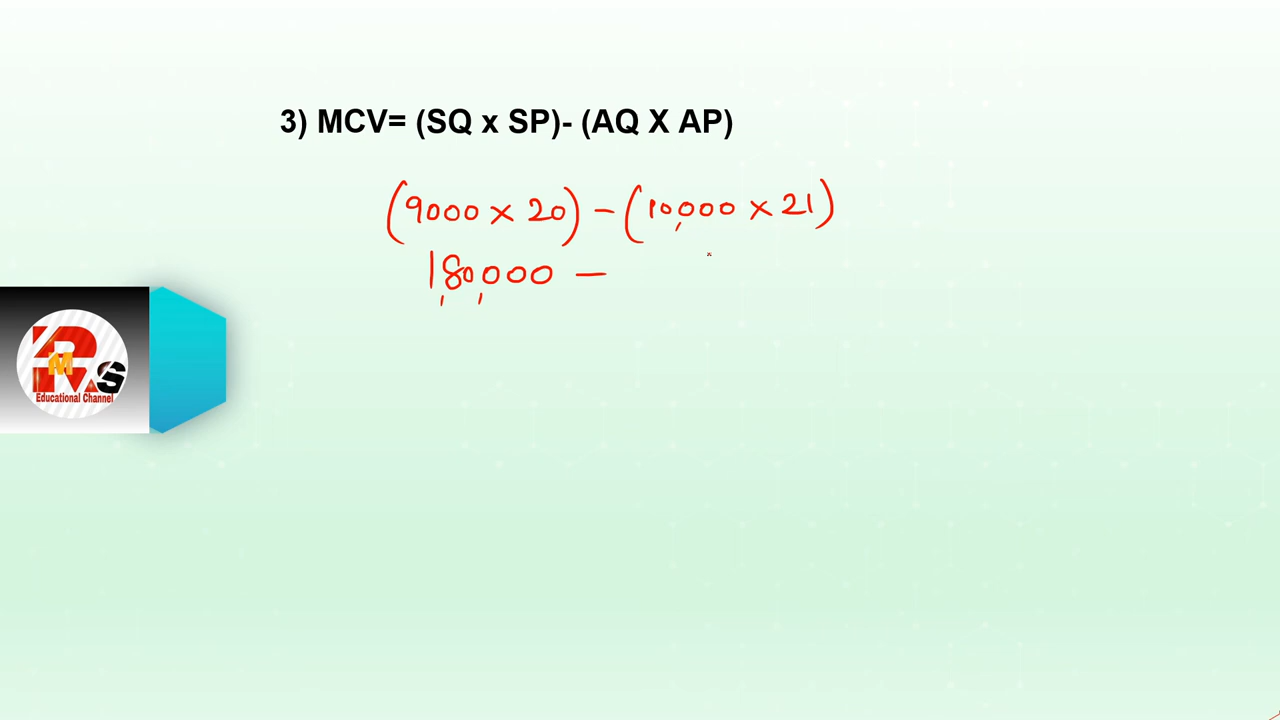 3) MCV= (SQ x SP)- (AQ X AP)
(9000 × 20) - (10,000 × 21)
1,80,000 -
M
S
Educational Channel